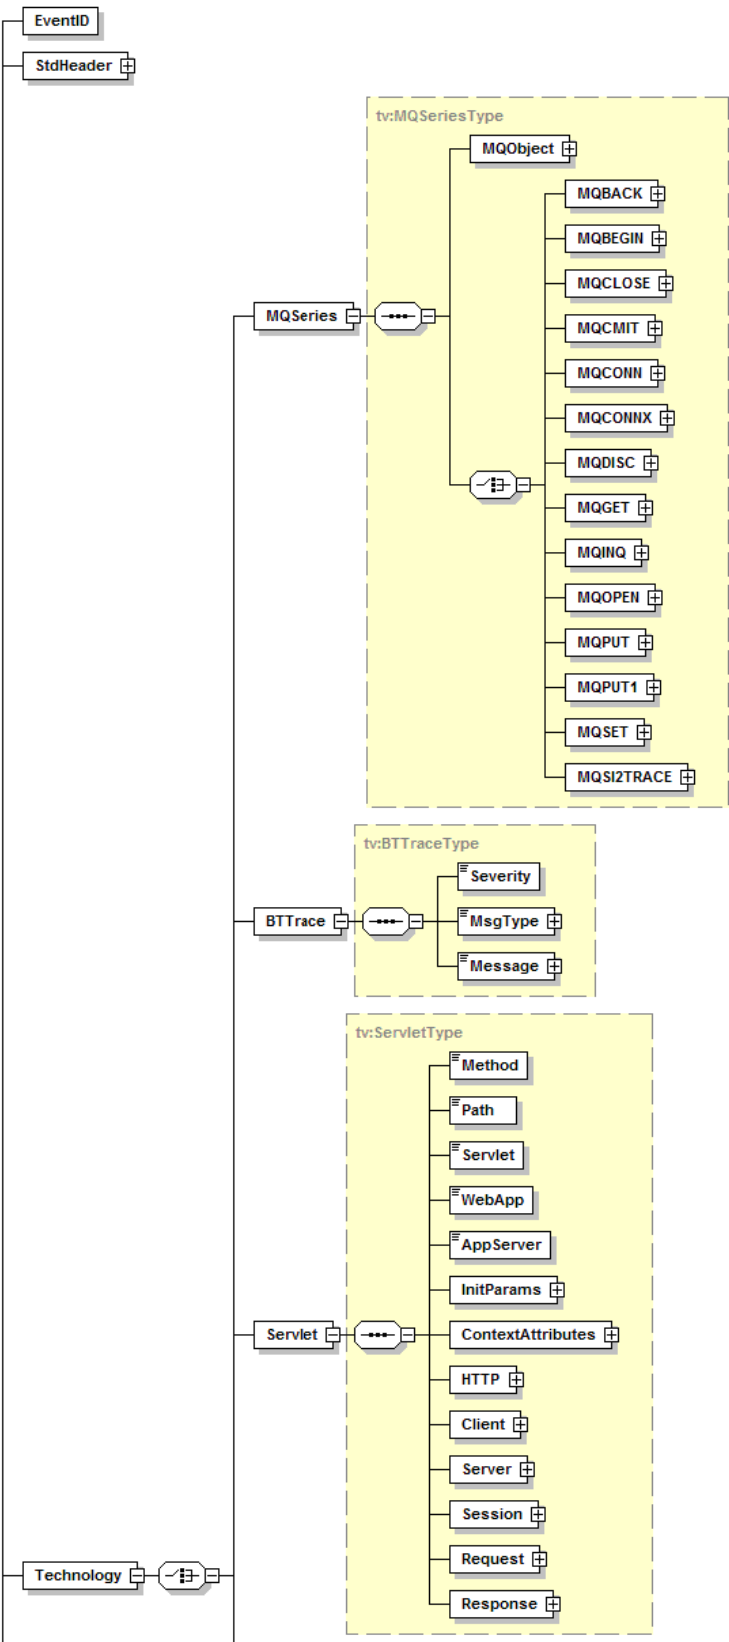 EventID
StdHeader
tv:MQSeriesType
MQObject
MQBACK
MQBEGIN
MQCLOSE
MQSeries
MQCMIT
MQCONN
MQCONNX
MQDISC
MQGET
MQINQ
MQOPEN
MQPUT
MQPUT1
MQSET
MQSI2TRACE
tv:BTTraceType
Severity
BTTrace
MsgType
Message
tv:ServletType
Method
Path
Servlet
WebApp
AppServer
InitParams
Servlet
ContextAttributes
HTTP
Client
Server
Session
Request
Technology
Response